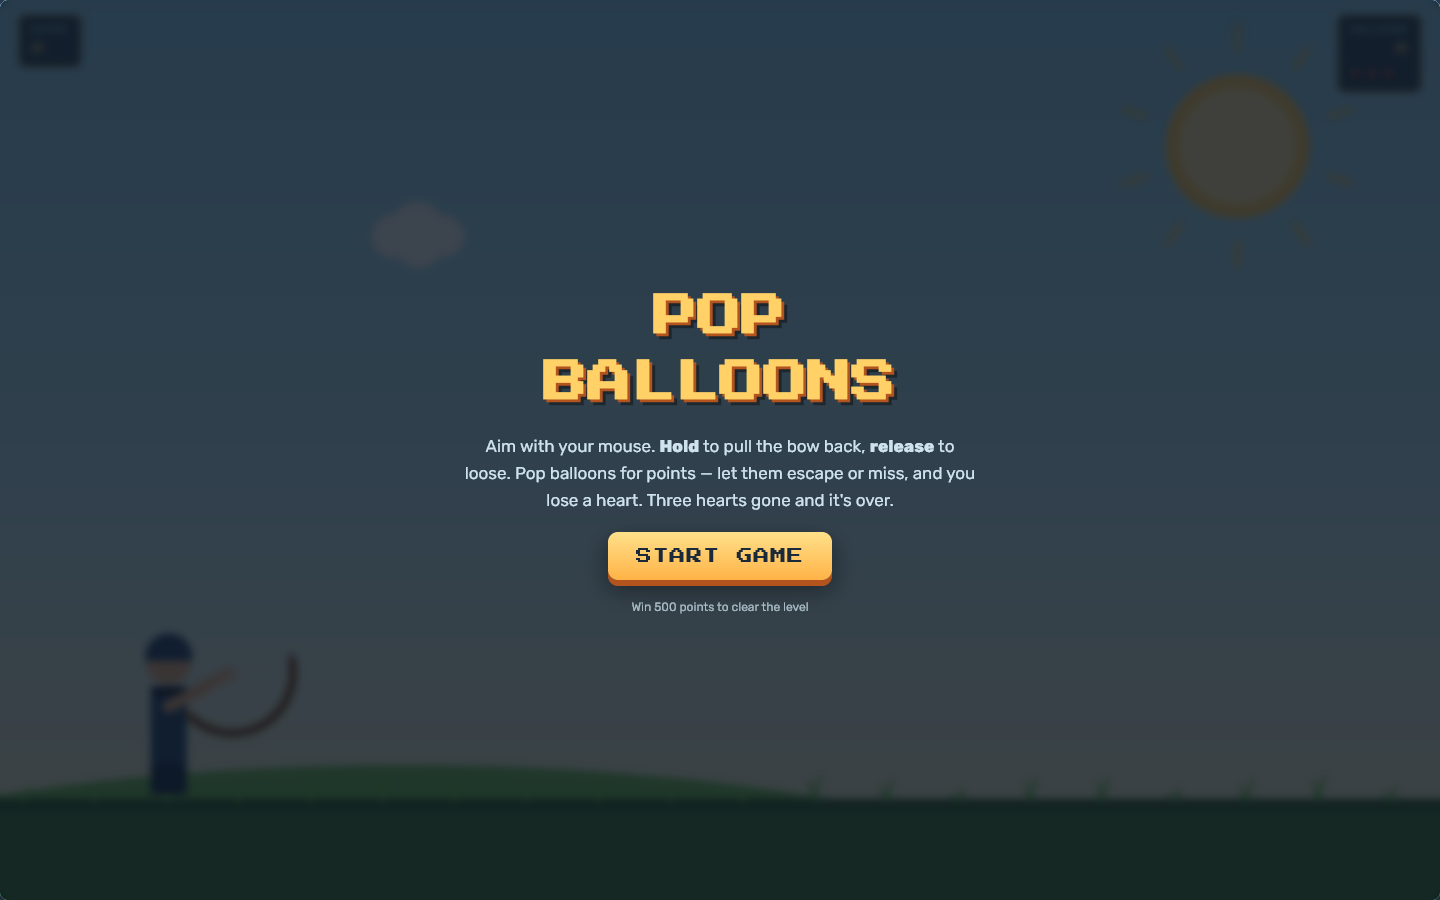 POP
BALLOONS
Aim with your mouse. Hold to pull the bow back, release to
loose. Pop balloons for points — let them escape or miss, and you
lose a heart. Three hearts gone and it's over.
START GAME
Win 500 points to clear the level